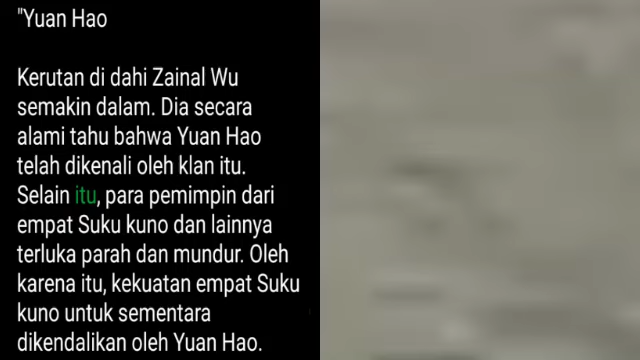 "Yuan Hao
Kerutan di dahi Zainal Wu
semakin dalam. Dia secara
alami tahu bahwa Yuan Hao
telah dikenali oleh klan itu.
Selain itu, para pemimpin dari
empat Suku kuno dan lainnya
terluka parah dan mundur. Oleh
karena itu, kekuatan empat Suku
kuno untuk sementara
dikendalikan oleh Yuan Hao.